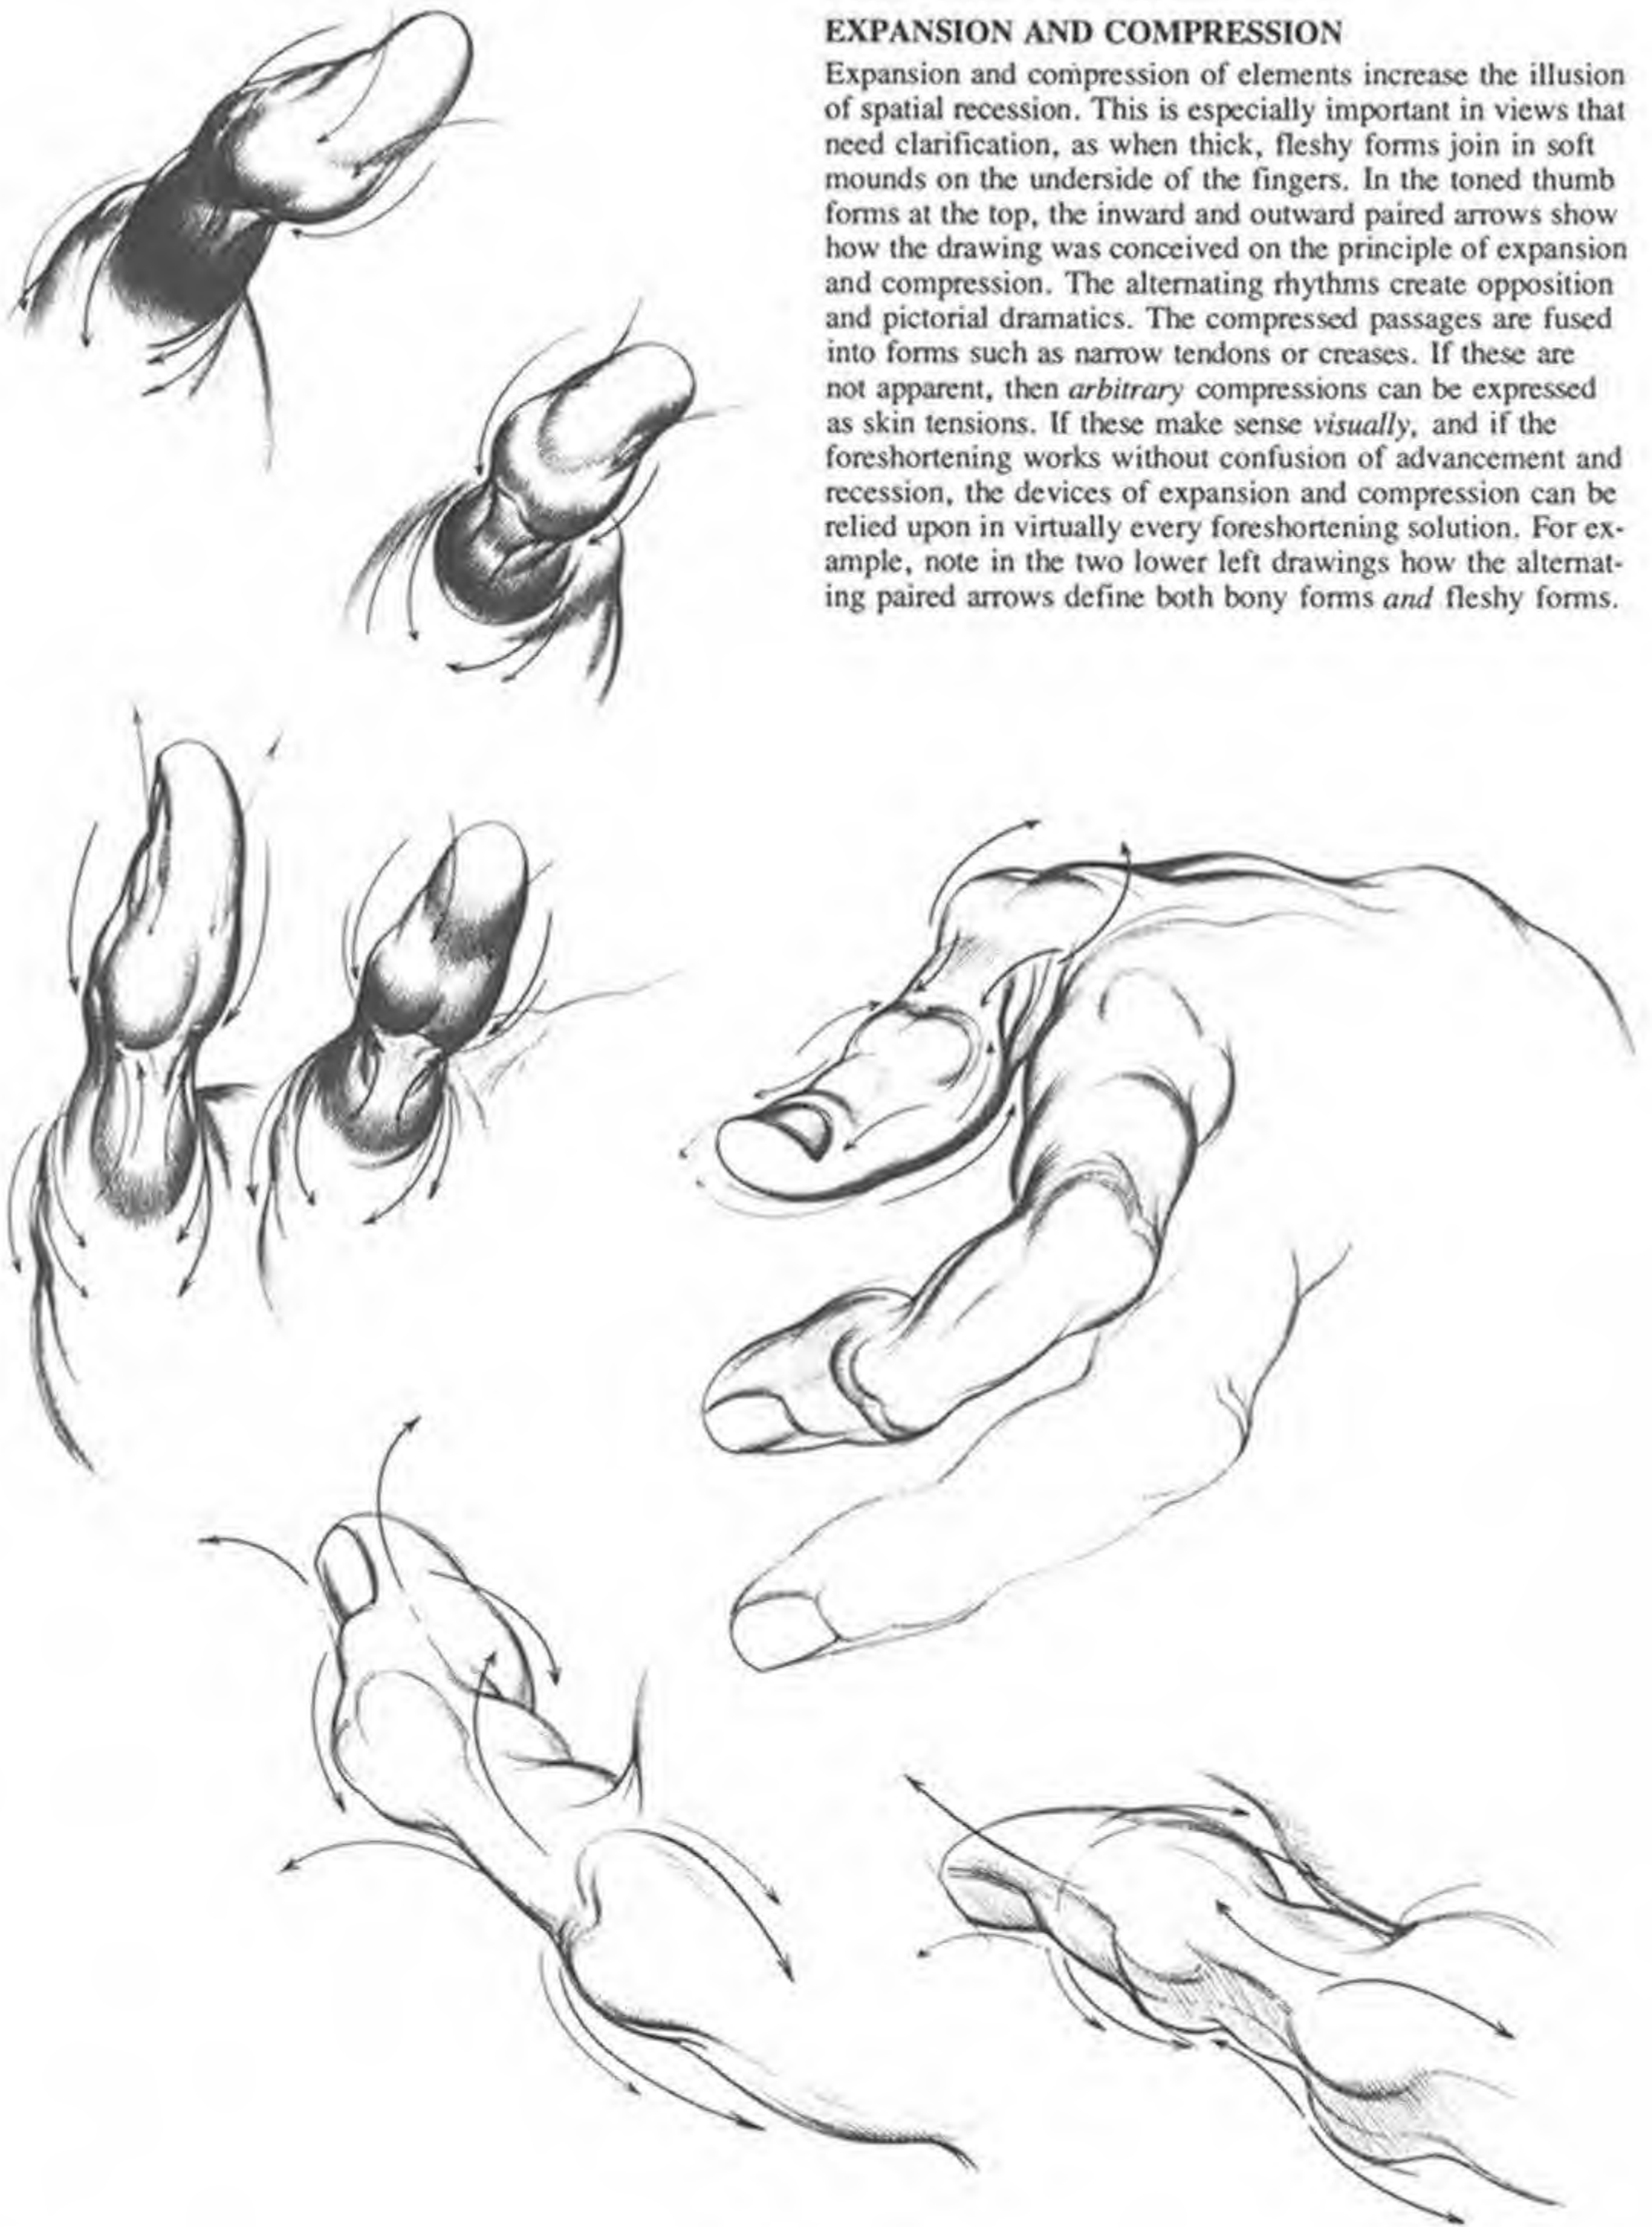 EXPANSION AND COMPRESSION
Expansion and compression of elements increase the illusion
of spatial recession. This is especially important in views that
need clarification, as when thick, fleshy forms join in soft
mounds on the underside of the fingers. In the toned thumb
forms at the top, the inward and outward paired arrows show
how the drawing was conceived on the principle of expansion
and compression. The alternating rhythms create opposition
and pictorial dramatics. The compressed passages are fused
into forms such as narrow tendons or creases. If these are
not apparent, then arbitrary compressions can be expressed
as skin tensions. If these make sense visually, and if the
foreshortening works without confusion of advancement and
recession, the devices of expansion and compression can be
relied upon in virtually every foreshortening solution. For ex-
ample, note in the two lower left drawings how the alternat-
ing paired arrows define both bony forms and fleshy forms.